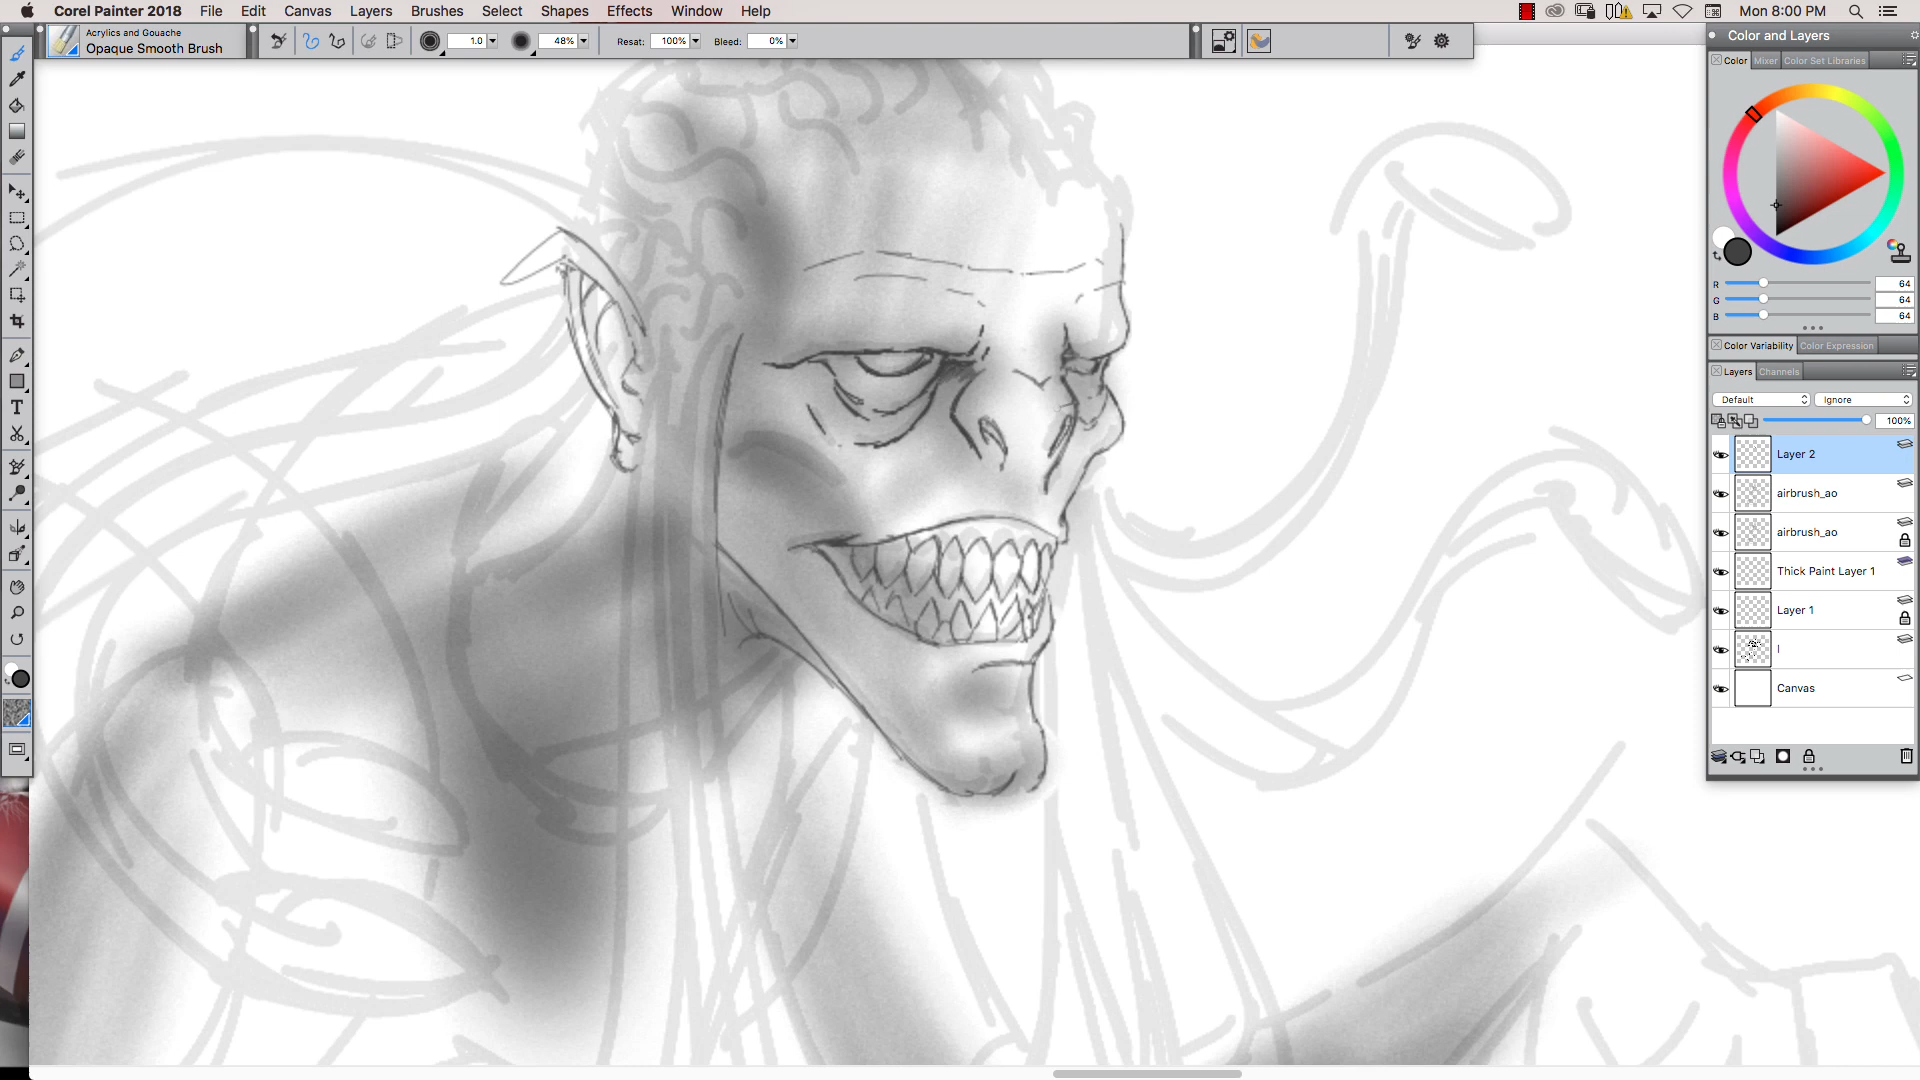 Corel Painter 2018 File Edit Canvas Layers Brushes Select Shapes Effects Window Help Mon 8:00 PM
Acrylics and Gouache
Opaque Smooth Brush
1.0 48% Resat: 100% Bleed: 0%
Color and Layers
Color Mixer Color Set Libraries
R 64
G 64
B 64
Color Variability Color Expression
Layers Channels
Default Ignore
100%
Layer 2
airbrush_ao
airbrush_ao
Thick Paint Layer 1
Layer 1
l
Canvas
T